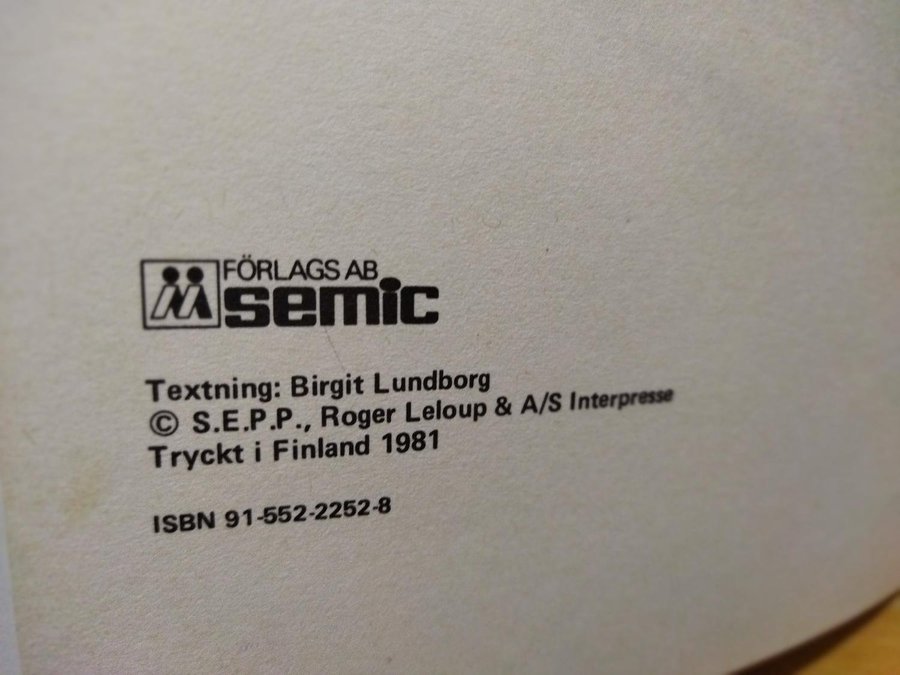 FÖRLAGS AB
semic
Textning: Birgit Lundborg
© S.E.P.P., Roger Leloup & A/S Interpresse
Tryckt i Finland 1981
ISBN 91-552-2252-8